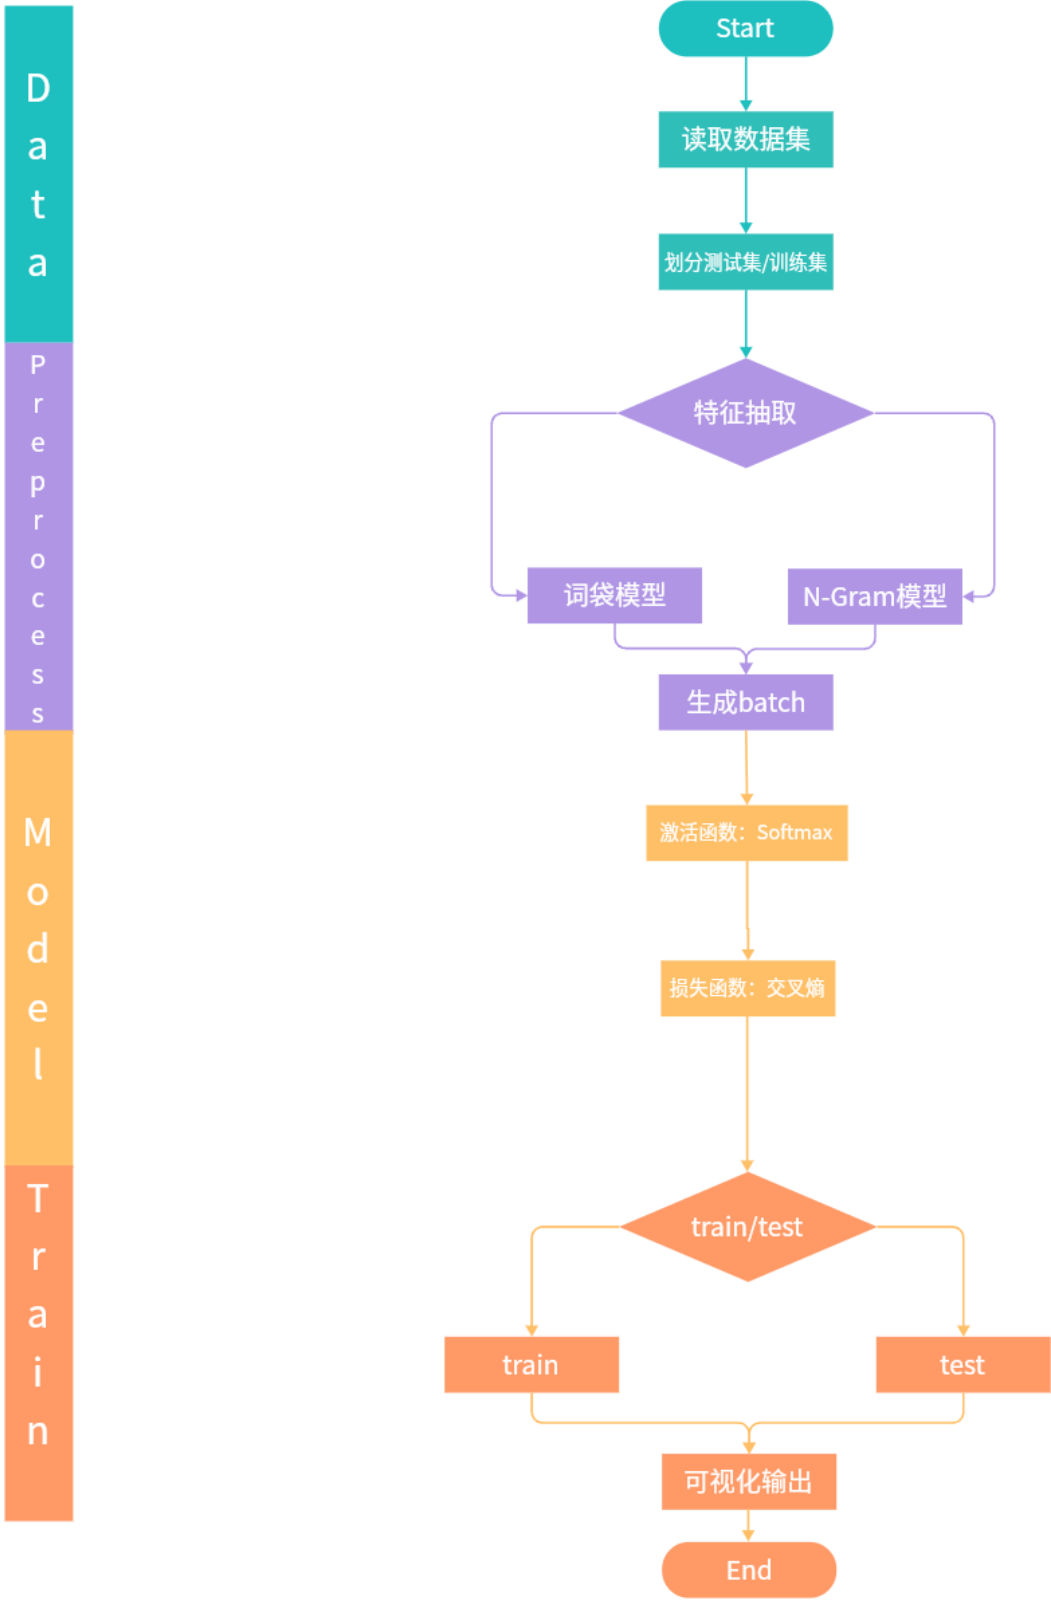 Data
Preprocess
Model
Train
Start
读取数据集
划分测试集/训练集
特征抽取
词袋模型
N-Gram模型
生成batch
激活函数：Softmax
损失函数：交叉熵
train/test
train
test
可视化输出
End